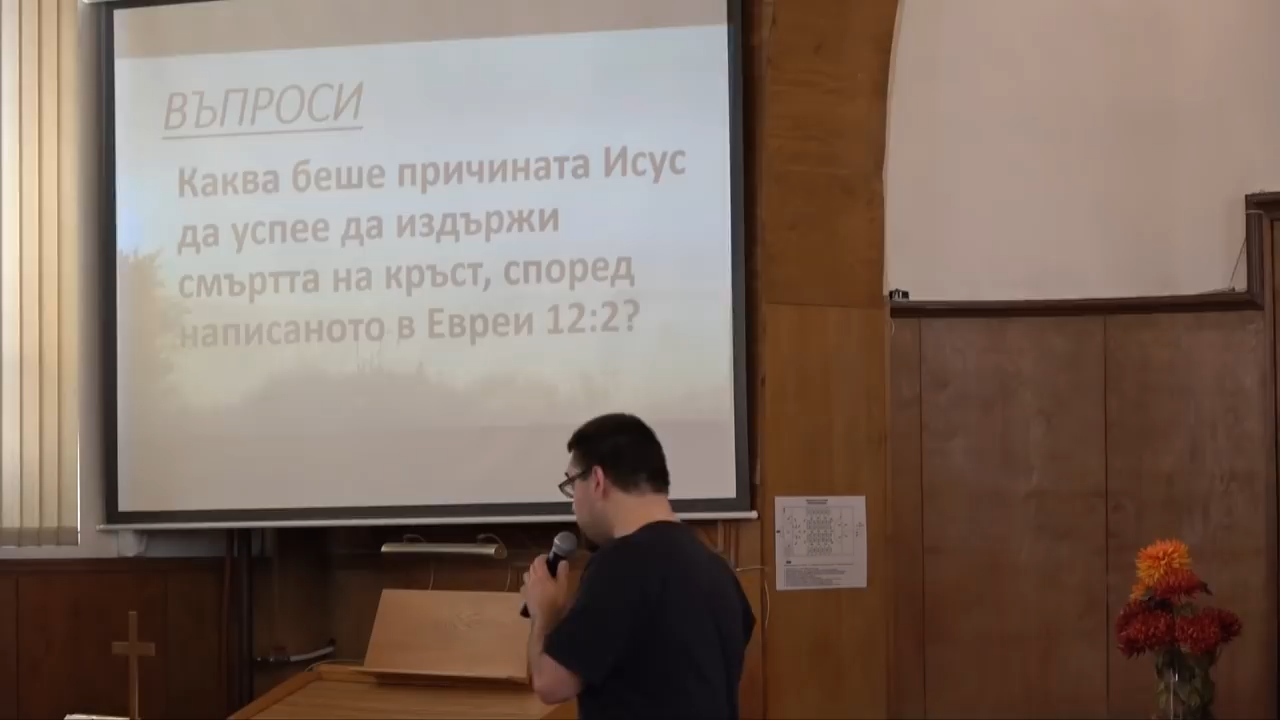 ВЪПРОСИ
Каква беше причината Исус
да успее да издържи
смъртта на кръст, според
написаното в Евреи 12:2?